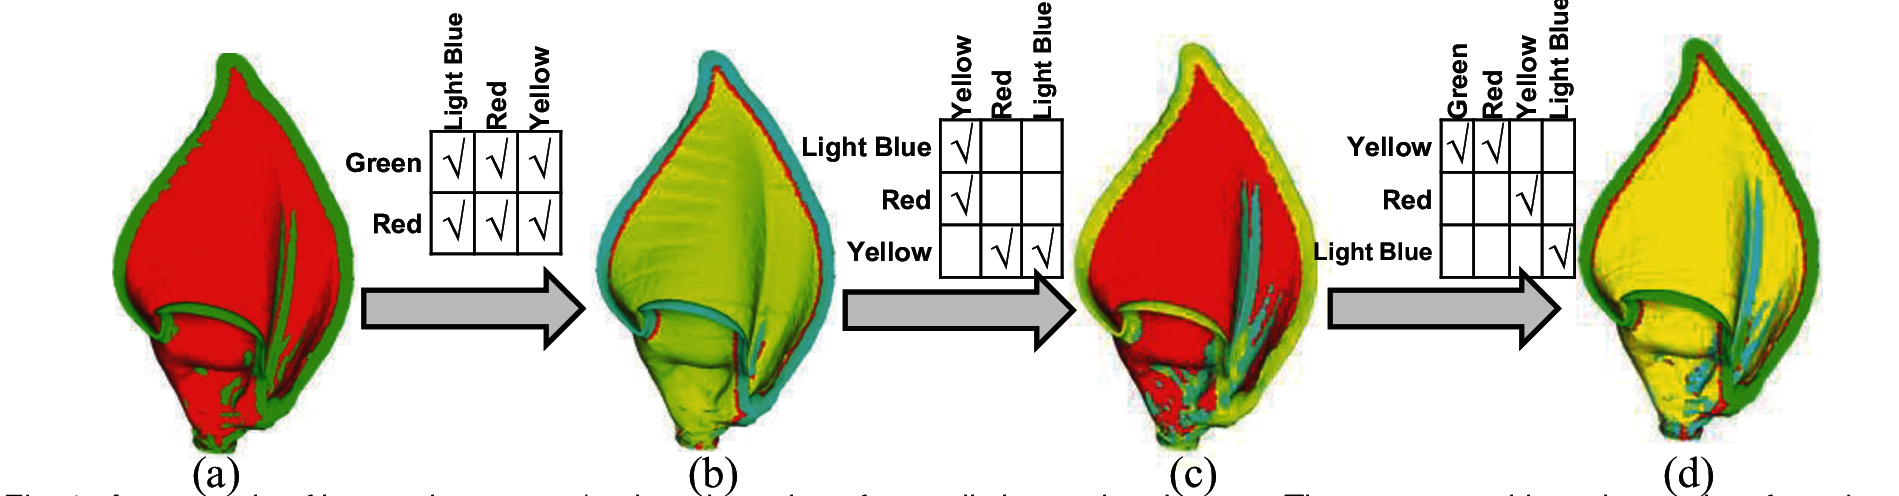 Light Blue Red Yellow
Green √ √ √
Red √ √ √
Yellow Red Light Blue
Light Blue √
Red √
Yellow √ √
Green Red Yellow Light Blue
Yellow √ √
Red √
Light Blue √
(a) (b) (c) (d)